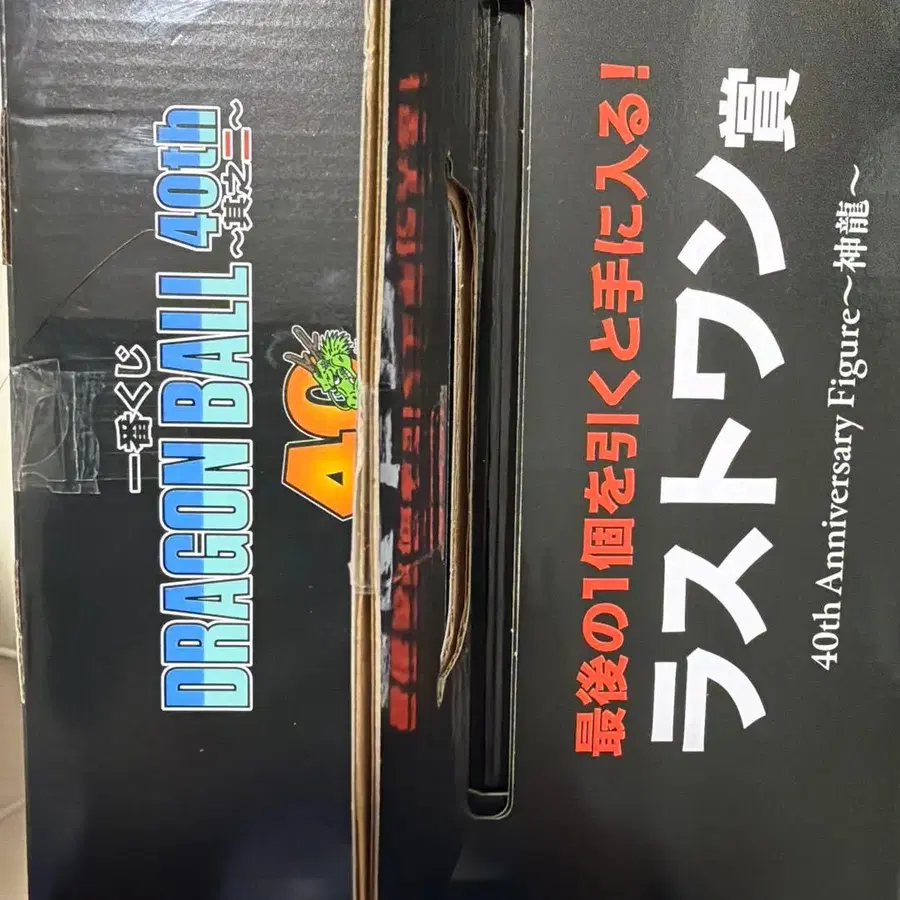 一番くじ
DRAGON BALL 40th
～其之二～
40
最後の1個を引くと手に入る！
ラストワン賞
40th Anniversary Figure～神龍～